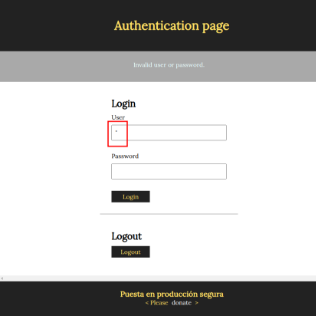 Authentication page
Invalid user or password.
Login
User
Password
Login
Logout
Logout
Puesta en producción segura
< Please donate >